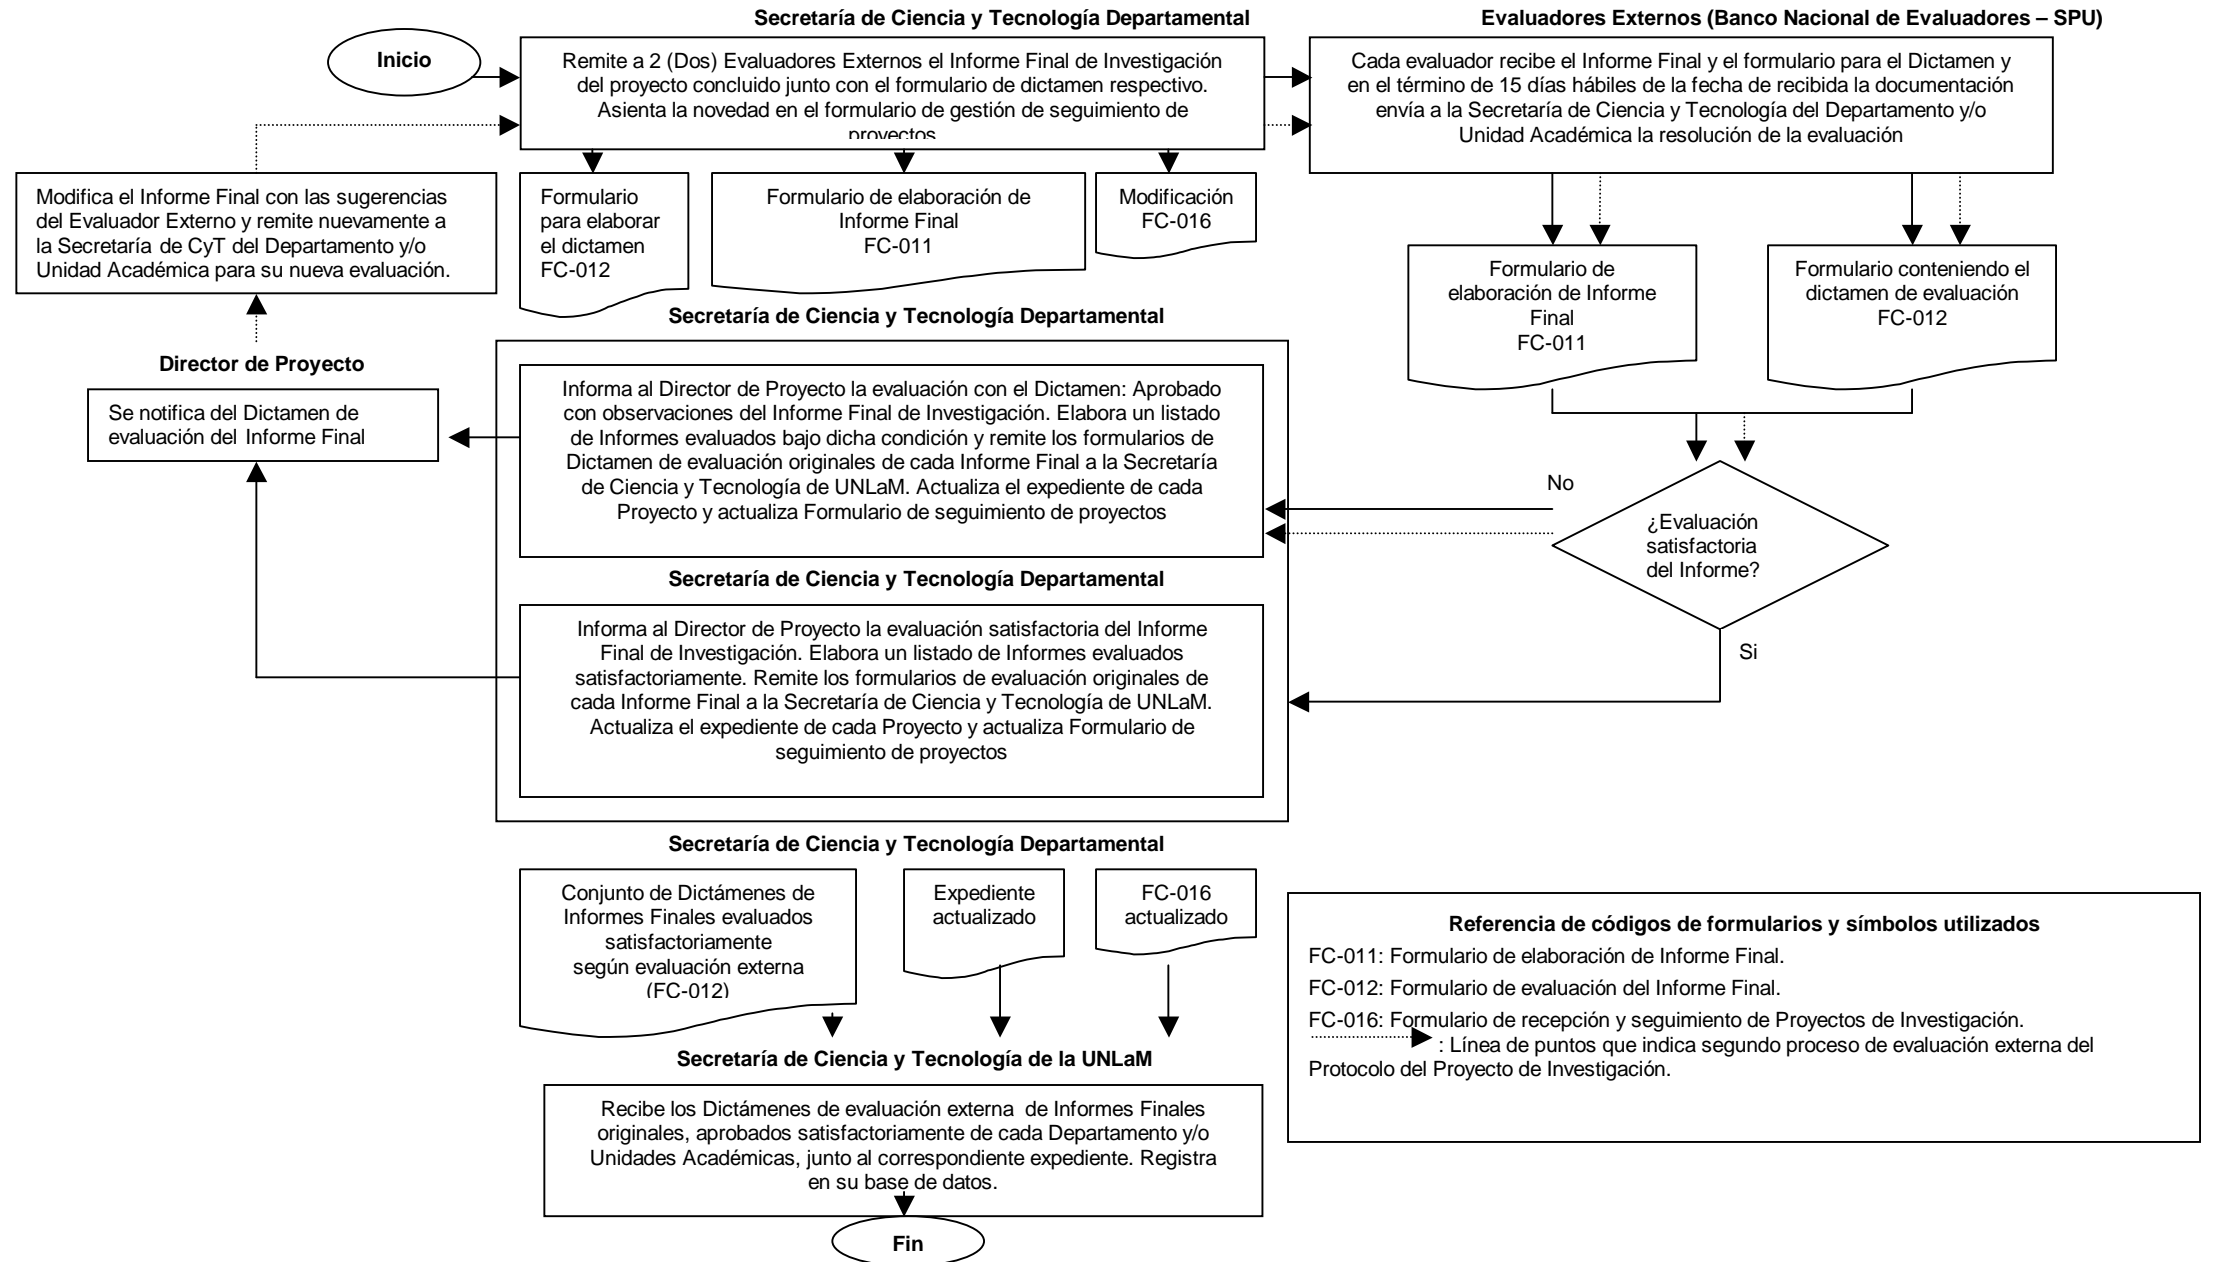 Secretaría de Ciencia y Tecnología Departamental
Evaluadores Externos (Banco Nacional de Evaluadores – SPU)
Inicio
Remite a 2 (Dos) Evaluadores Externos el Informe Final de Investigación
del proyecto concluido junto con el formulario de dictamen respectivo.
Asienta la novedad en el formulario de gestión de seguimiento de
proyectos
Cada evaluador recibe el Informe Final y el formulario para el Dictamen y
en el término de 15 días hábiles de la fecha de recibida la documentación
envía a la Secretaría de Ciencia y Tecnología del Departamento y/o
Unidad Académica la resolución de la evaluación
Modifica el Informe Final con las sugerencias
del Evaluador Externo y remite nuevamente a
la Secretaría de CyT del Departamento y/o
Unidad Académica para su nueva evaluación.
Formulario
para elaborar
el dictamen
FC-012
Formulario de elaboración de
Informe Final
FC-011
Modificación
FC-016
Formulario de
elaboración de Informe
Final
FC-011
Formulario conteniendo el
dictamen de evaluación
FC-012
Secretaría de Ciencia y Tecnología Departamental
Director de Proyecto
Se notifica del Dictamen de
evaluación del Informe Final
Informa al Director de Proyecto la evaluación con el Dictamen: Aprobado
con observaciones del Informe Final de Investigación. Elabora un listado
de Informes evaluados bajo dicha condición y remite los formularios de
Dictamen de evaluación originales de cada Informe Final a la Secretaría
de Ciencia y Tecnología de UNLaM. Actualiza el expediente de cada
Proyecto y actualiza Formulario de seguimiento de proyectos
No
¿Evaluación
satisfactoria
del Informe?
Si
Secretaría de Ciencia y Tecnología Departamental
Informa al Director de Proyecto la evaluación satisfactoria del Informe
Final de Investigación. Elabora un listado de Informes evaluados
satisfactoriamente. Remite los formularios de evaluación originales de
cada Informe Final a la Secretaría de Ciencia y Tecnología de UNLaM.
Actualiza el expediente de cada Proyecto y actualiza Formulario de
seguimiento de proyectos
Secretaría de Ciencia y Tecnología Departamental
Conjunto de Dictámenes de
Informes Finales evaluados
satisfactoriamente
según evaluación externa
(FC-012)
Expediente
actualizado
FC-016
actualizado
Referencia de códigos de formularios y símbolos utilizados
FC-011: Formulario de elaboración de Informe Final.
FC-012: Formulario de evaluación del Informe Final.
FC-016: Formulario de recepción y seguimiento de Proyectos de Investigación.
: Línea de puntos que indica segundo proceso de evaluación externa del
Protocolo del Proyecto de Investigación.
Secretaría de Ciencia y Tecnología de la UNLaM
Recibe los Dictámenes de evaluación externa de Informes Finales
originales, aprobados satisfactoriamente de cada Departamento y/o
Unidades Académicas, junto al correspondiente expediente. Registra
en su base de datos.
Fin